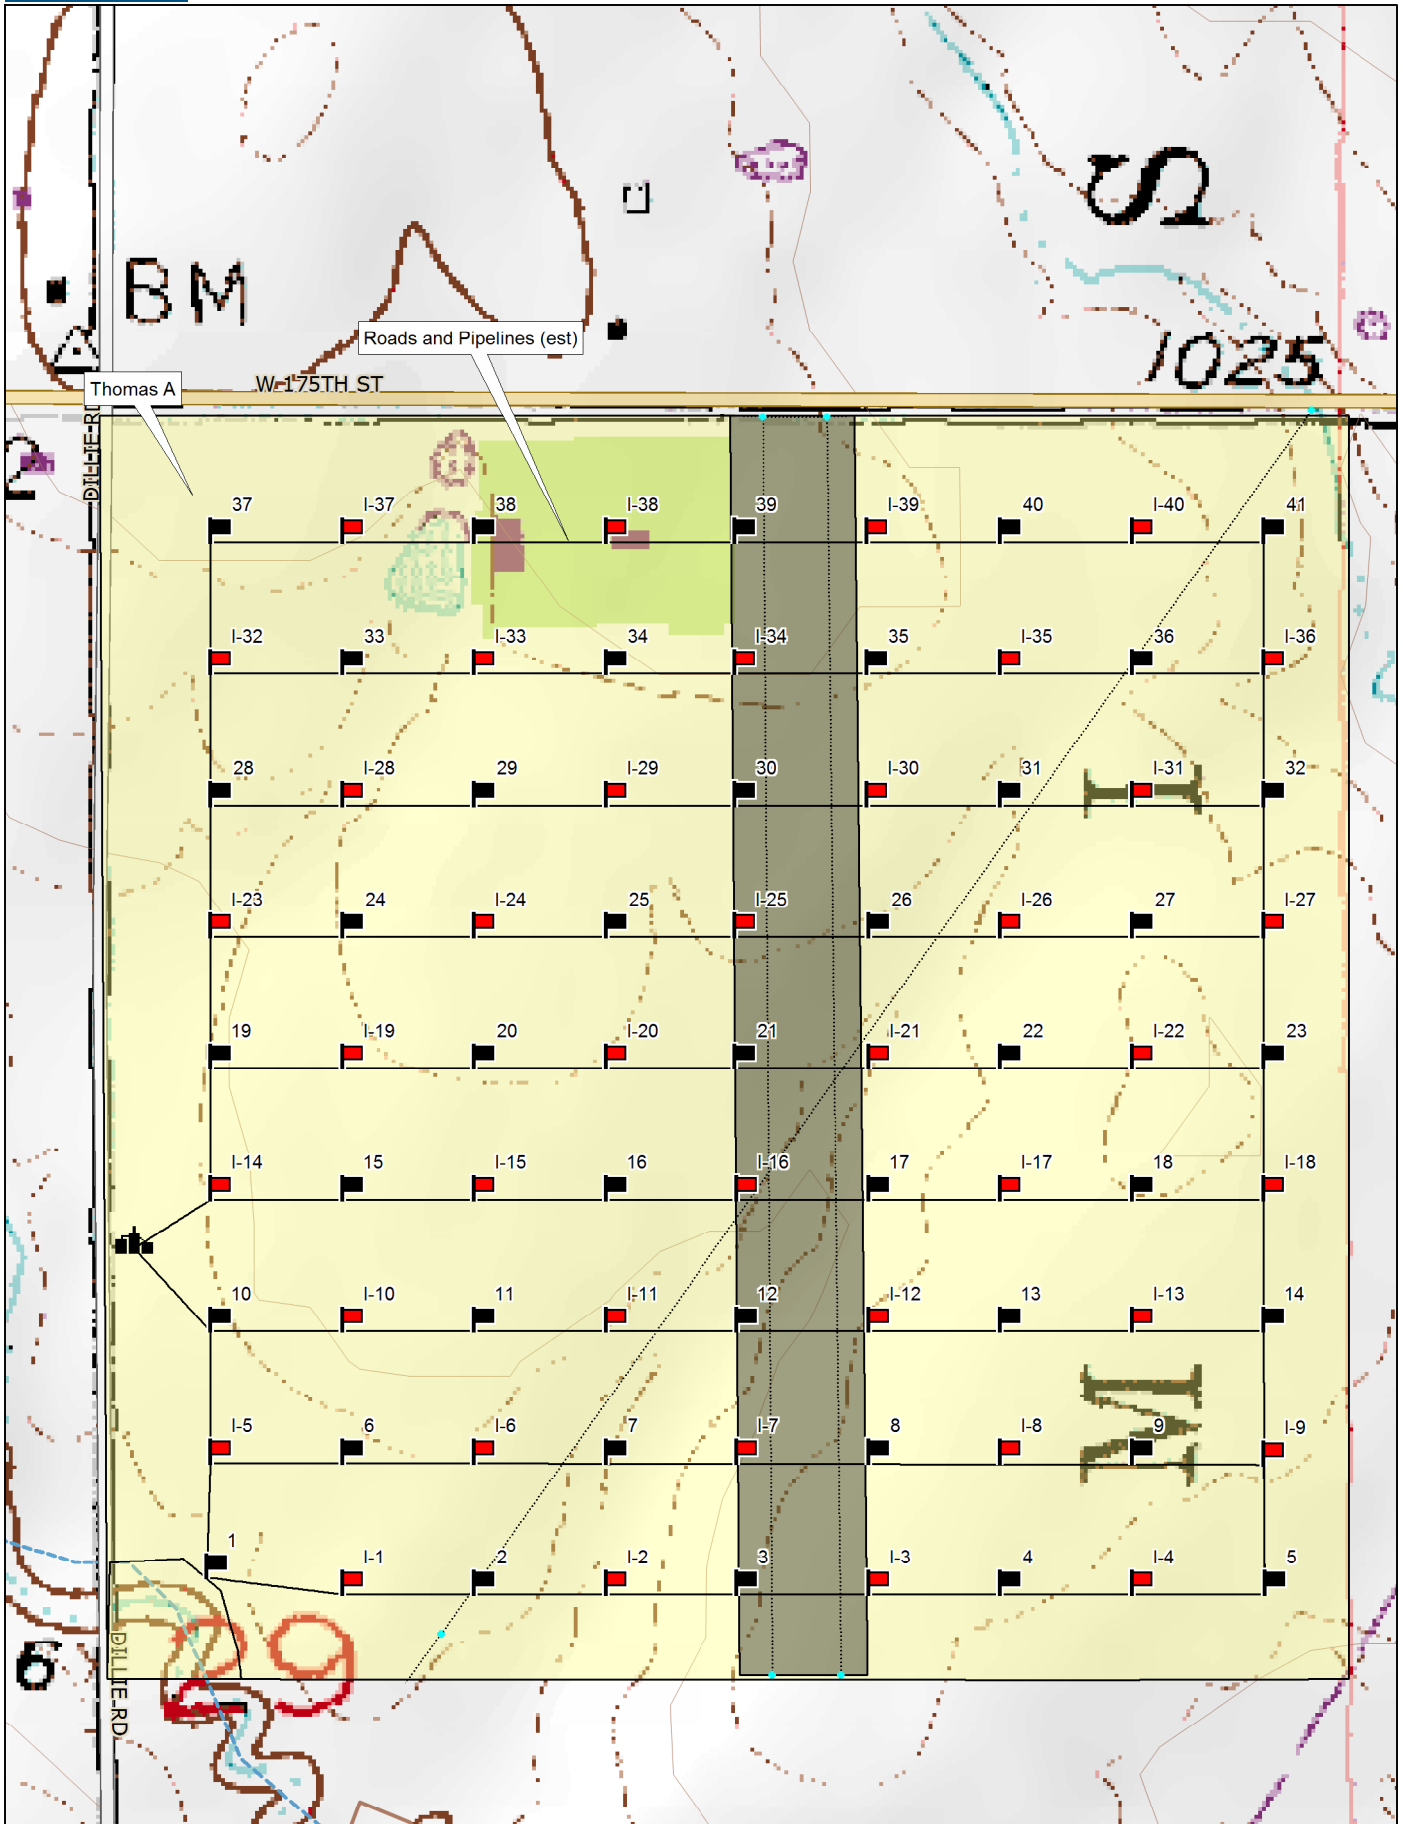 S
BM
Roads and Pipelines (est)
1025
W 175TH ST
Thomas A
DILLIE RD
2
37 I-37 38 I-38 39 I-39 40 I-40 41
I-32 33 I-33 34 I-34 35 I-35 36 I-36
28 I-28 29 I-29 30 I-30 31 I-31 32
I
I-23 24 I-24 25 I-25 26 I-26 27 I-27
19 I-19 20 I-20 21 I-21 22 I-22 23
I-14 15 I-15 16 I-16 17 I-17 18 I-18
10 I-10 11 I-11 12 I-12 13 I-13 14
I-5 6 I-6 7 I-7 8 I-8 9 I-9
M
1 I-1 2 I-2 3 I-3 4 I-4 5
29
6
DILLIE-RD